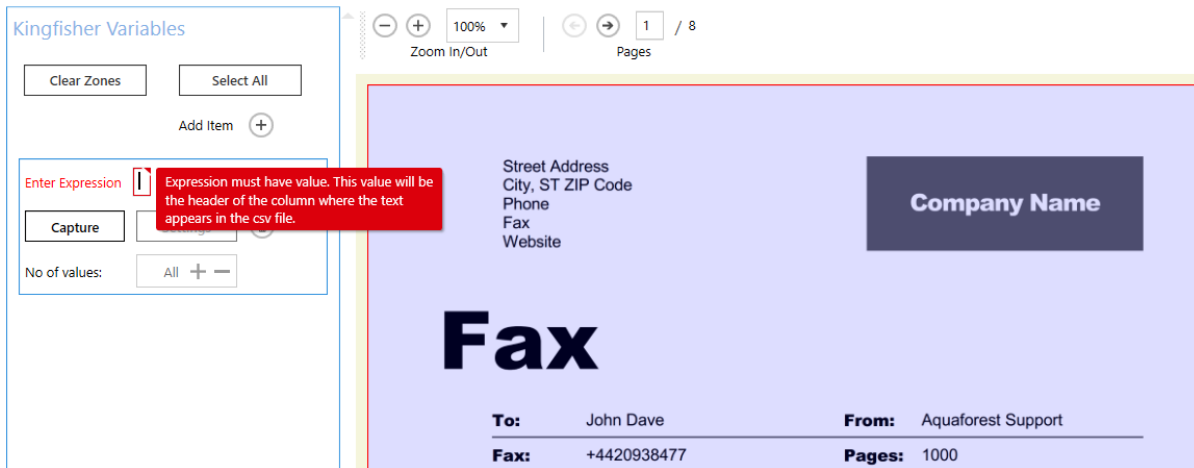 Kingfisher Variables
Clear Zones
Select All
Add Item
Enter Expression
Expression must have value. This value will be
the header of the column where the text
appears in the csv file.
Capture
No of values:
All
100%
Zoom In/Out
1 / 8
Pages
Street Address
City, ST ZIP Code
Phone
Fax
Website
Company Name
Fax
To: John Dave From: Aquaforest Support
Fax: +4420938477 Pages: 1000